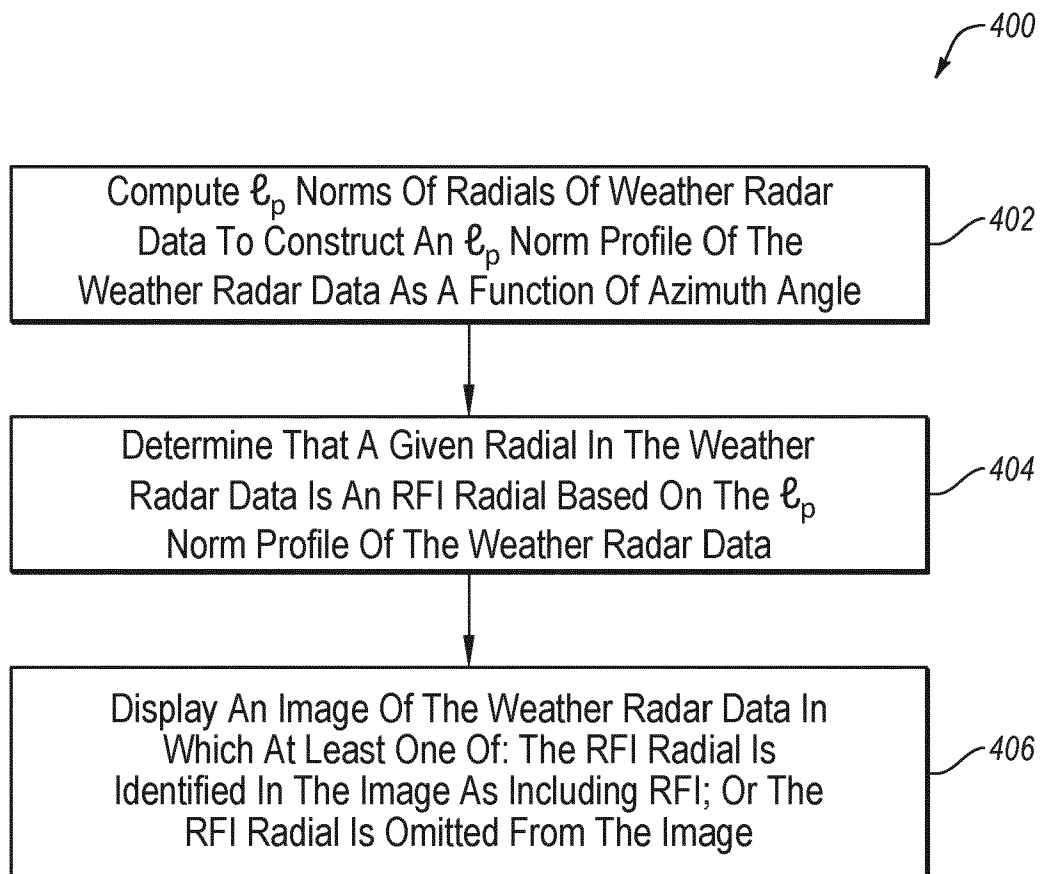 400
Compute ℓp Norms Of Radials Of Weather Radar
Data To Construct An ℓp Norm Profile Of The
Weather Radar Data As A Function Of Azimuth Angle
402
Determine That A Given Radial In The Weather
Radar Data Is An RFI Radial Based On The ℓp
Norm Profile Of The Weather Radar Data
404
Display An Image Of The Weather Radar Data In
Which At Least One Of: The RFI Radial Is
Identified In The Image As Including RFI; Or The
RFI Radial Is Omitted From The Image
406